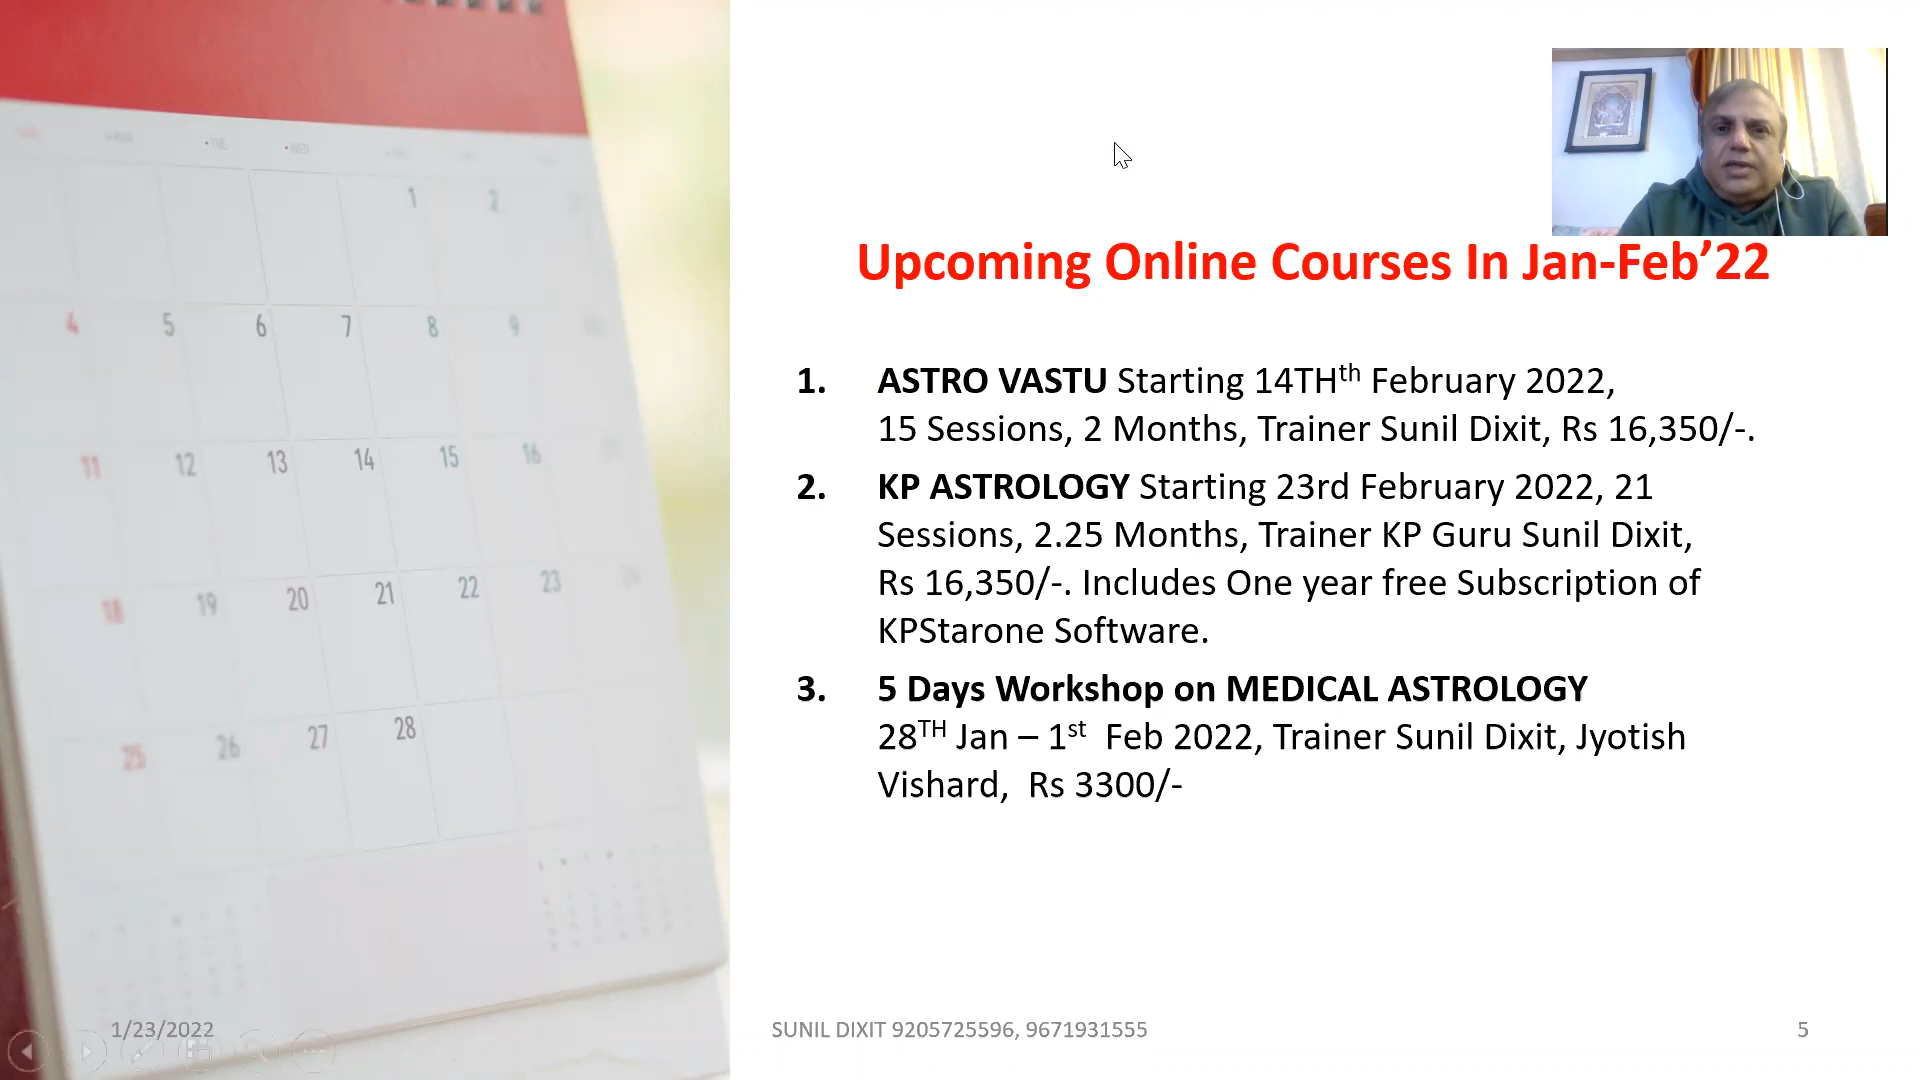 Upcoming Online Courses In Jan-Feb’22
1. ASTRO VASTU Starting 14THth February 2022,
15 Sessions, 2 Months, Trainer Sunil Dixit, Rs 16,350/-.
2. KP ASTROLOGY Starting 23rd February 2022, 21
Sessions, 2.25 Months, Trainer KP Guru Sunil Dixit,
Rs 16,350/-. Includes One year free Subscription of
KPStarone Software.
3. 5 Days Workshop on MEDICAL ASTROLOGY
28TH Jan – 1st Feb 2022, Trainer Sunil Dixit, Jyotish
Vishard, Rs 3300/-
TUE WED
1 2
4 5 6 7 8 9 10
11 12 13 14 15 16
18 19 20 21 22 23 24
25 26 27 28
1/23/2022
SUNIL DIXIT 9205725596, 9671931555
5